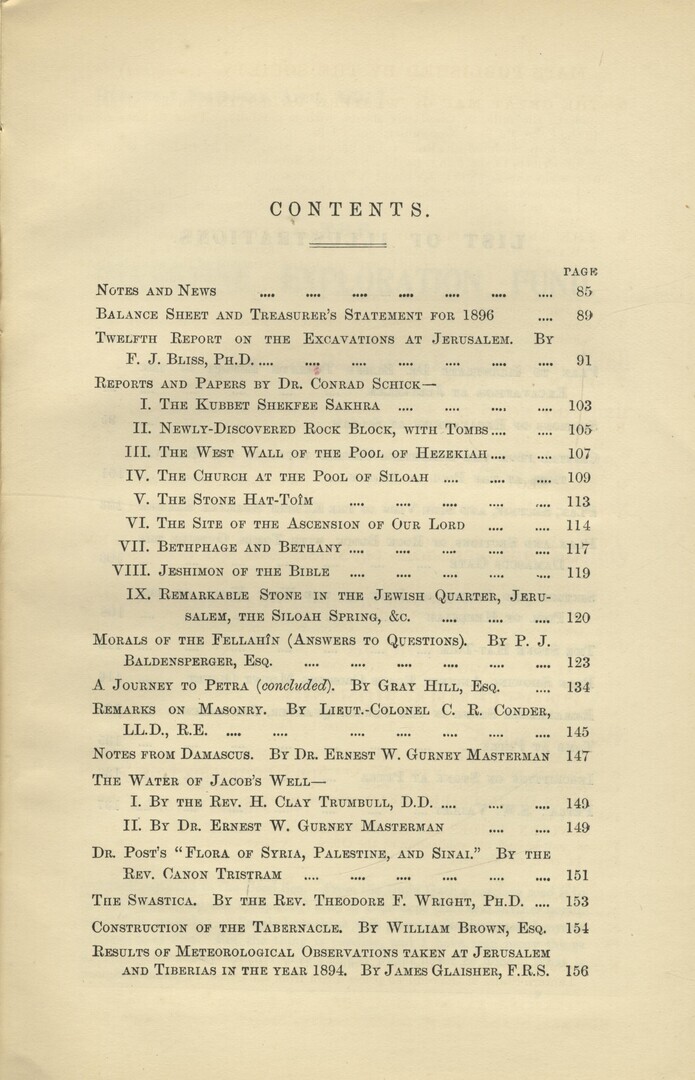 CONTENTS.
PAGE
NOTES AND NEWS .... .... .... .... .... .... .... 85
BALANCE SHEET AND TREASURER'S STATEMENT FOR 1896 .... 89
TWELFTH REPORT ON THE EXCAVATIONS AT JERUSALEM. BY
F. J. BLISS, PH.D. .... .... .... .... .... .... .... 91
REPORTS AND PAPERS BY DR. CONRAD SCHICK—
I. THE KUBBET SHEKFEE SAKHRA .... .... .... .... 103
II. NEWLY-DISCOVERED ROCK BLOCK, WITH TOMBS .... .... 105
III. THE WEST WALL OF THE POOL OF HEZEKIAH .... .... 107
IV. THE CHURCH AT THE POOL OF SILOAH .... .... .... 109
V. THE STONE HAT-TOÎM .... .... .... .... .... 113
VI. THE SITE OF THE ASCENSION OF OUR LORD .... .... 114
VII. BETHPHAGE AND BETHANY .... .... .... .... .... 117
VIII. JESHIMON OF THE BIBLE .... .... .... .... .... 119
IX. REMARKABLE STONE IN THE JEWISH QUARTER, JERU-
SALEM, THE SILOAH SPRING, &C. .... .... .... 120
MORALS OF THE FELLAHÎN (ANSWERS TO QUESTIONS). BY P. J.
BALDENSPERGER, ESQ. .... .... .... .... .... .... 123
A JOURNEY TO PETRA (concluded). BY GRAY HILL, ESQ. .... 134
REMARKS ON MASONRY. BY LIEUT.-COLONEL C. R. CONDER,
LL.D., R.E. .... .... .... .... .... .... .... 145
NOTES FROM DAMASCUS. BY DR. ERNEST W. GURNEY MASTERMAN 147
THE WATER OF JACOB'S WELL—
I. BY THE REV. H. CLAY TRUMBULL, D.D. .... .... .... 149
II. BY DR. ERNEST W. GURNEY MASTERMAN .... .... 149
DR. POST'S "FLORA OF SYRIA, PALESTINE, AND SINAI." BY THE
REV. CANON TRISTRAM .... .... .... .... .... .... 151
THE SWASTICA. BY THE REV. THEODORE F. WRIGHT, PH.D. .... 153
CONSTRUCTION OF THE TABERNACLE. BY WILLIAM BROWN, ESQ. 154
RESULTS OF METEOROLOGICAL OBSERVATIONS TAKEN AT JERUSALEM
AND TIBERIAS IN THE YEAR 1894. BY JAMES GLAISHER, F.R.S. 156